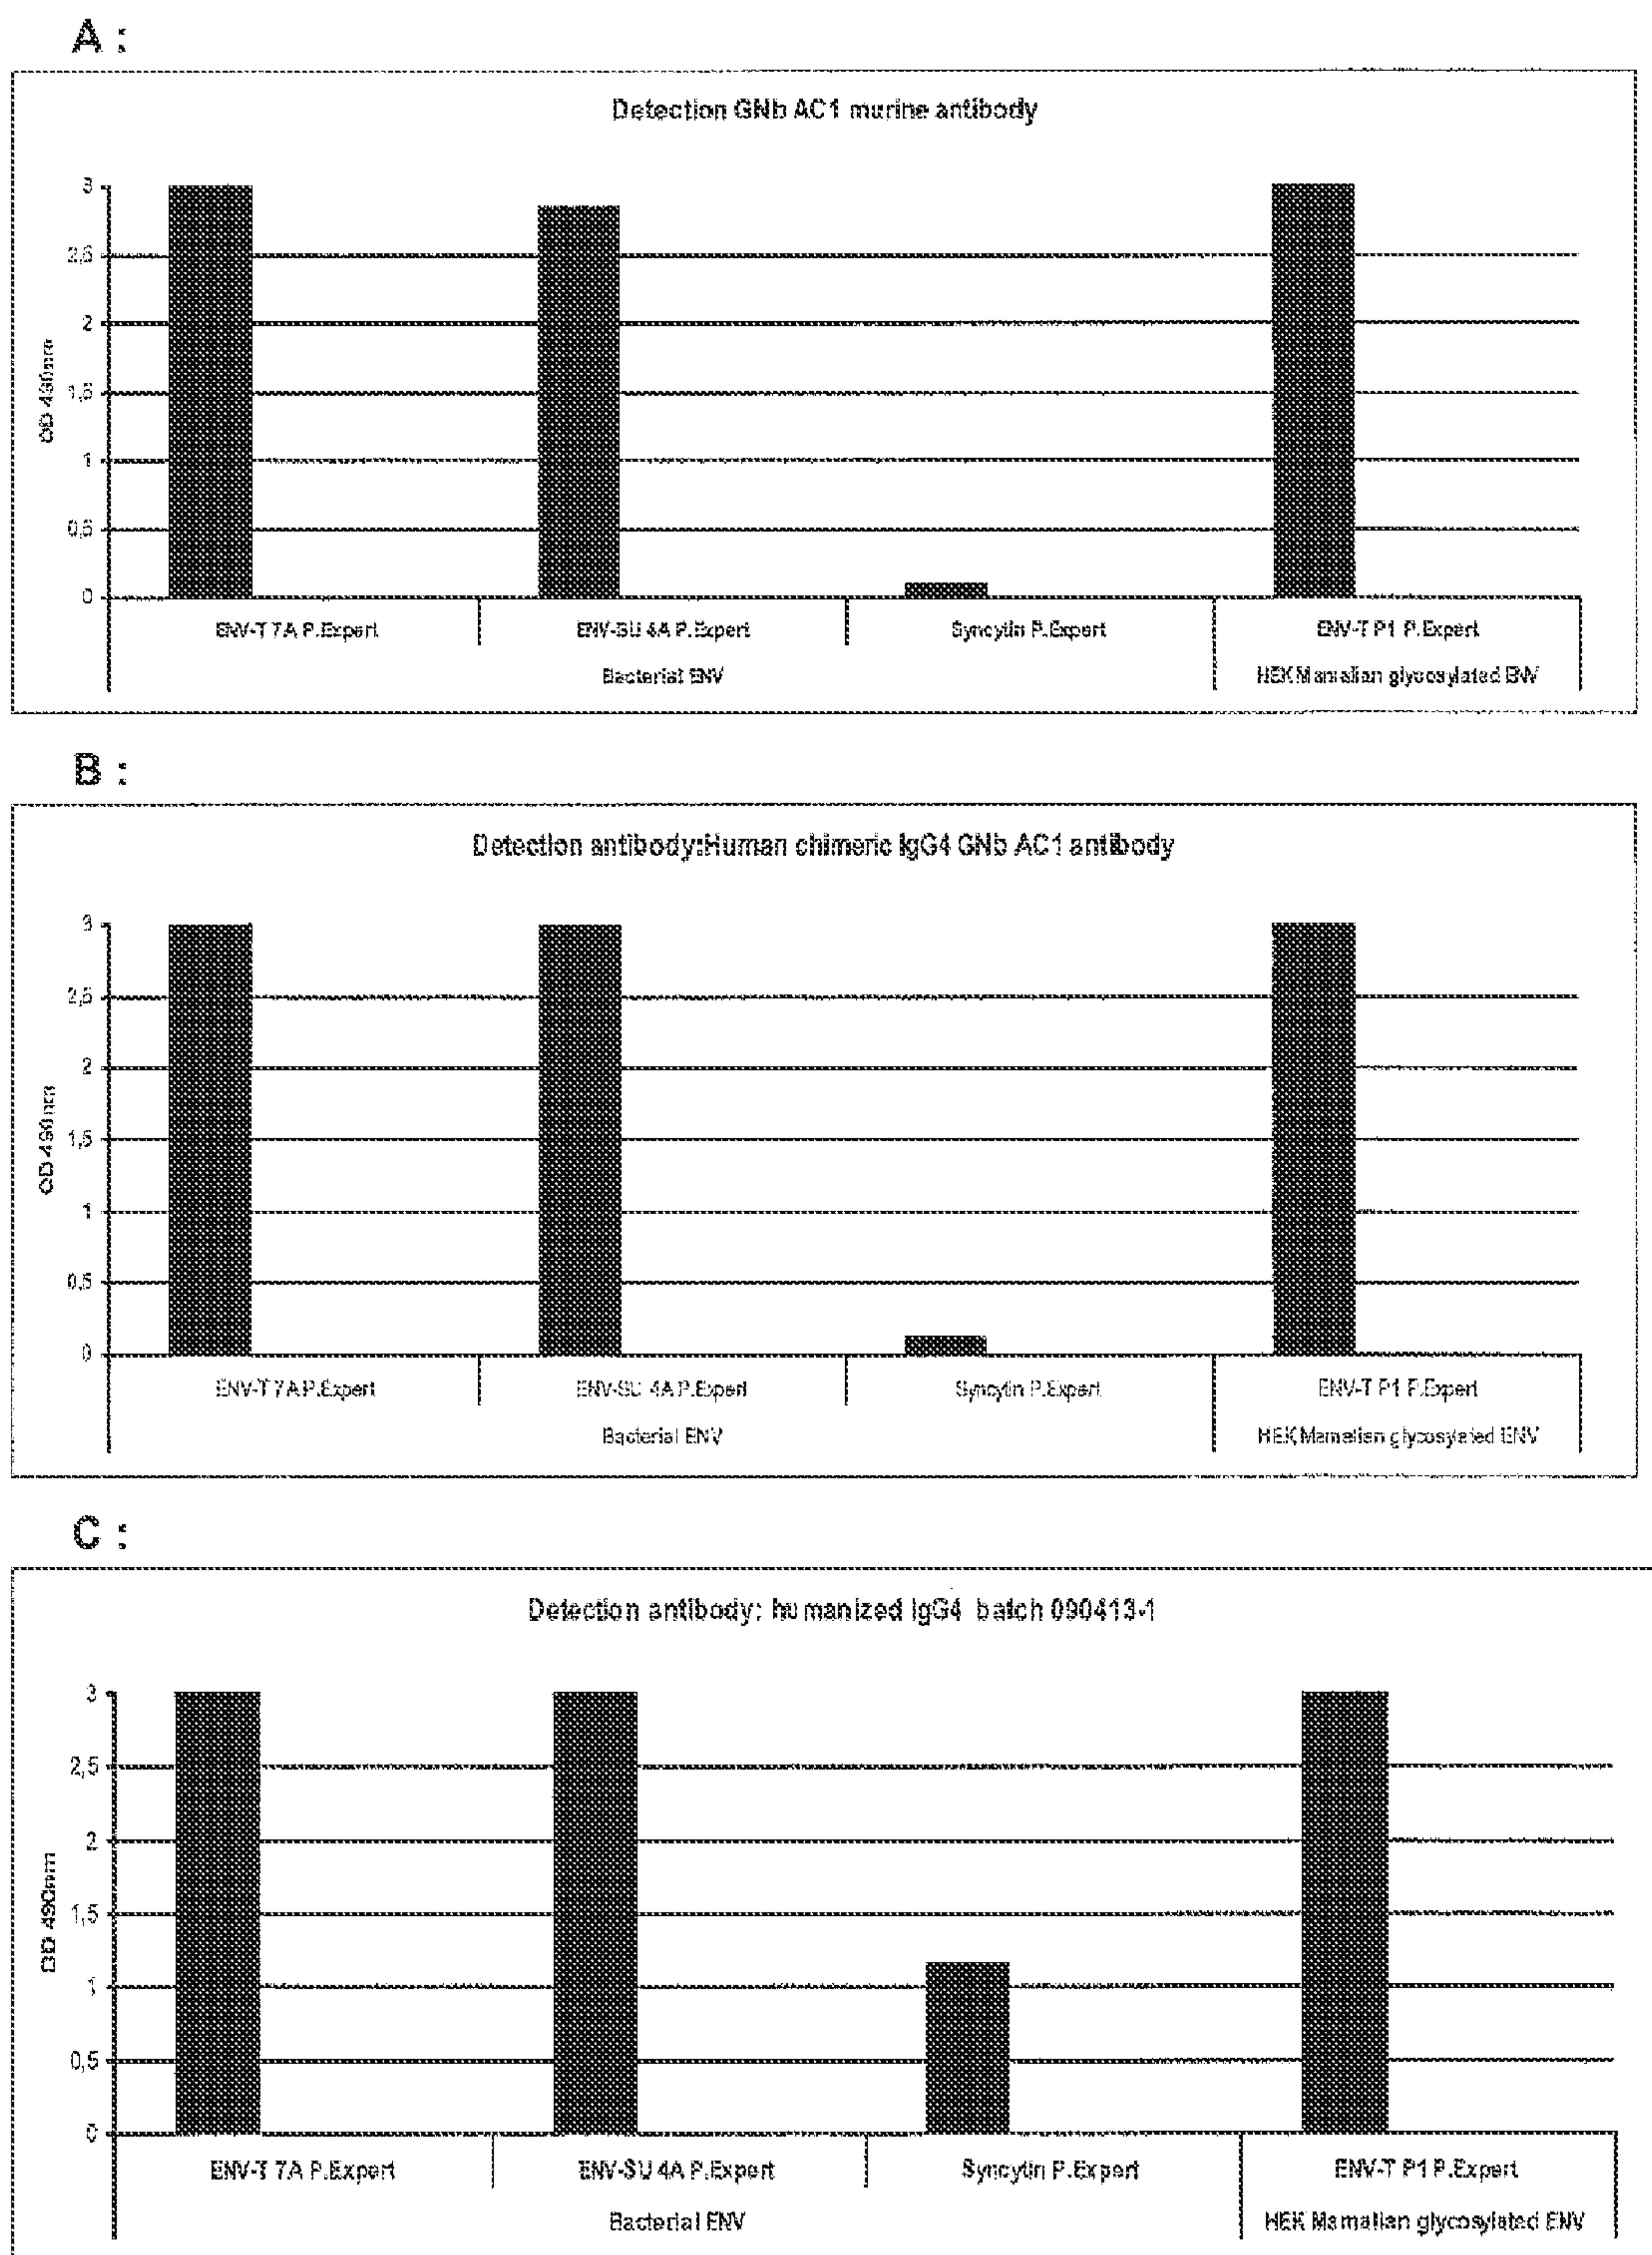 A :
Detection GNb AC1 murine antibody
3
2,5
2
1,5
1
0,5
0
OD 490nm
ENV-T 7A P.Expert
ENV-SU 4A P.Expert
Syncytin P.Expert
ENV-T P1 P.Expert
Bacterial ENV
HEK Mamalian glycosylated ENV
B :
Detection antibody:Human chimeric IgG4 GNb AC1 antibody
3
2,5
2
1,5
1
0,5
0
OD 490nm
ENV-T 7A P.Expert
ENV-SU 4A P.Expert
Syncytin P.Expert
ENV-T P1 P.Expert
Bacterial ENV
HEK Mamalian glycosylated ENV
C :
Detection antibody: humanized IgG4 batch 090413-1
3
2,5
2
1,5
1
0,5
0
OD 490nm
ENV-T 7A P.Expert
ENV-SU 4A P.Expert
Syncytin P.Expert
ENV-T P1 P.Expert
Bacterial ENV
HEK Mamalian glycosylated ENV